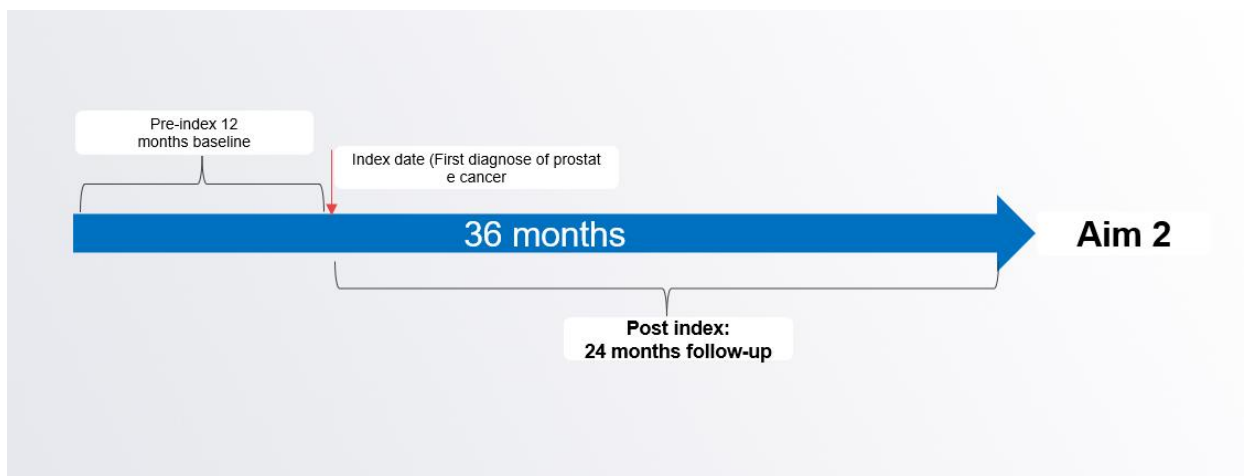 Pre-index 12
months baseline
Index date (First diagnose of prostat
e cancer
36 months
Aim 2
Post index:
24 months follow-up